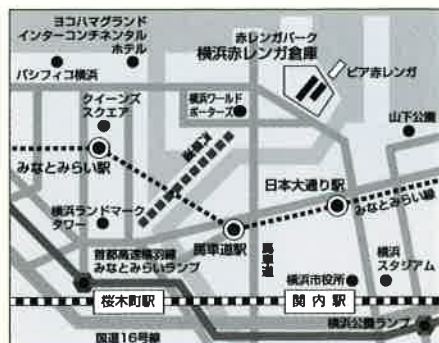 ヨコハマグランド
インターコンチネンタル
ホテル
パシフィコ横浜
赤レンガパーク
横浜赤レンガ倉庫
ピア赤レンガ
クイーンズ
スクエア
横浜ワールド
ポーターズ
山下公園
みなとみらい駅
日本大通り駅
みなとみらい線
横浜ランドマーク
タワー
馬車道駅
馬車道
首都高速横羽線
みなとみらいランプ
横浜市役所
横浜
スタジアム
桜木町駅
関内駅
横浜公園ランプ
国道16号線